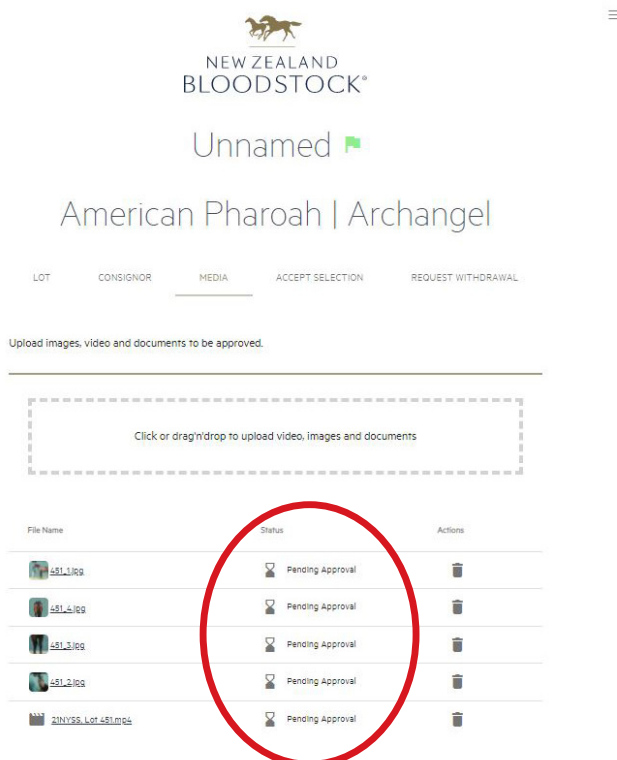 NEW ZEALAND
BLOODSTOCK®
Unnamed
American Pharoah | Archangel
LOT CONSIGNOR MEDIA ACCEPT SELECTION REQUEST WITHDRAWAL
Upload images, video and documents to be approved.
Click or drag'n'drop to upload video, images and documents
File Name Status Actions
451_1.jpg Pending Approval
451_4.jpg Pending Approval
451_3.jpg Pending Approval
451_2.jpg Pending Approval
21NYSS, Lot 451.mp4 Pending Approval